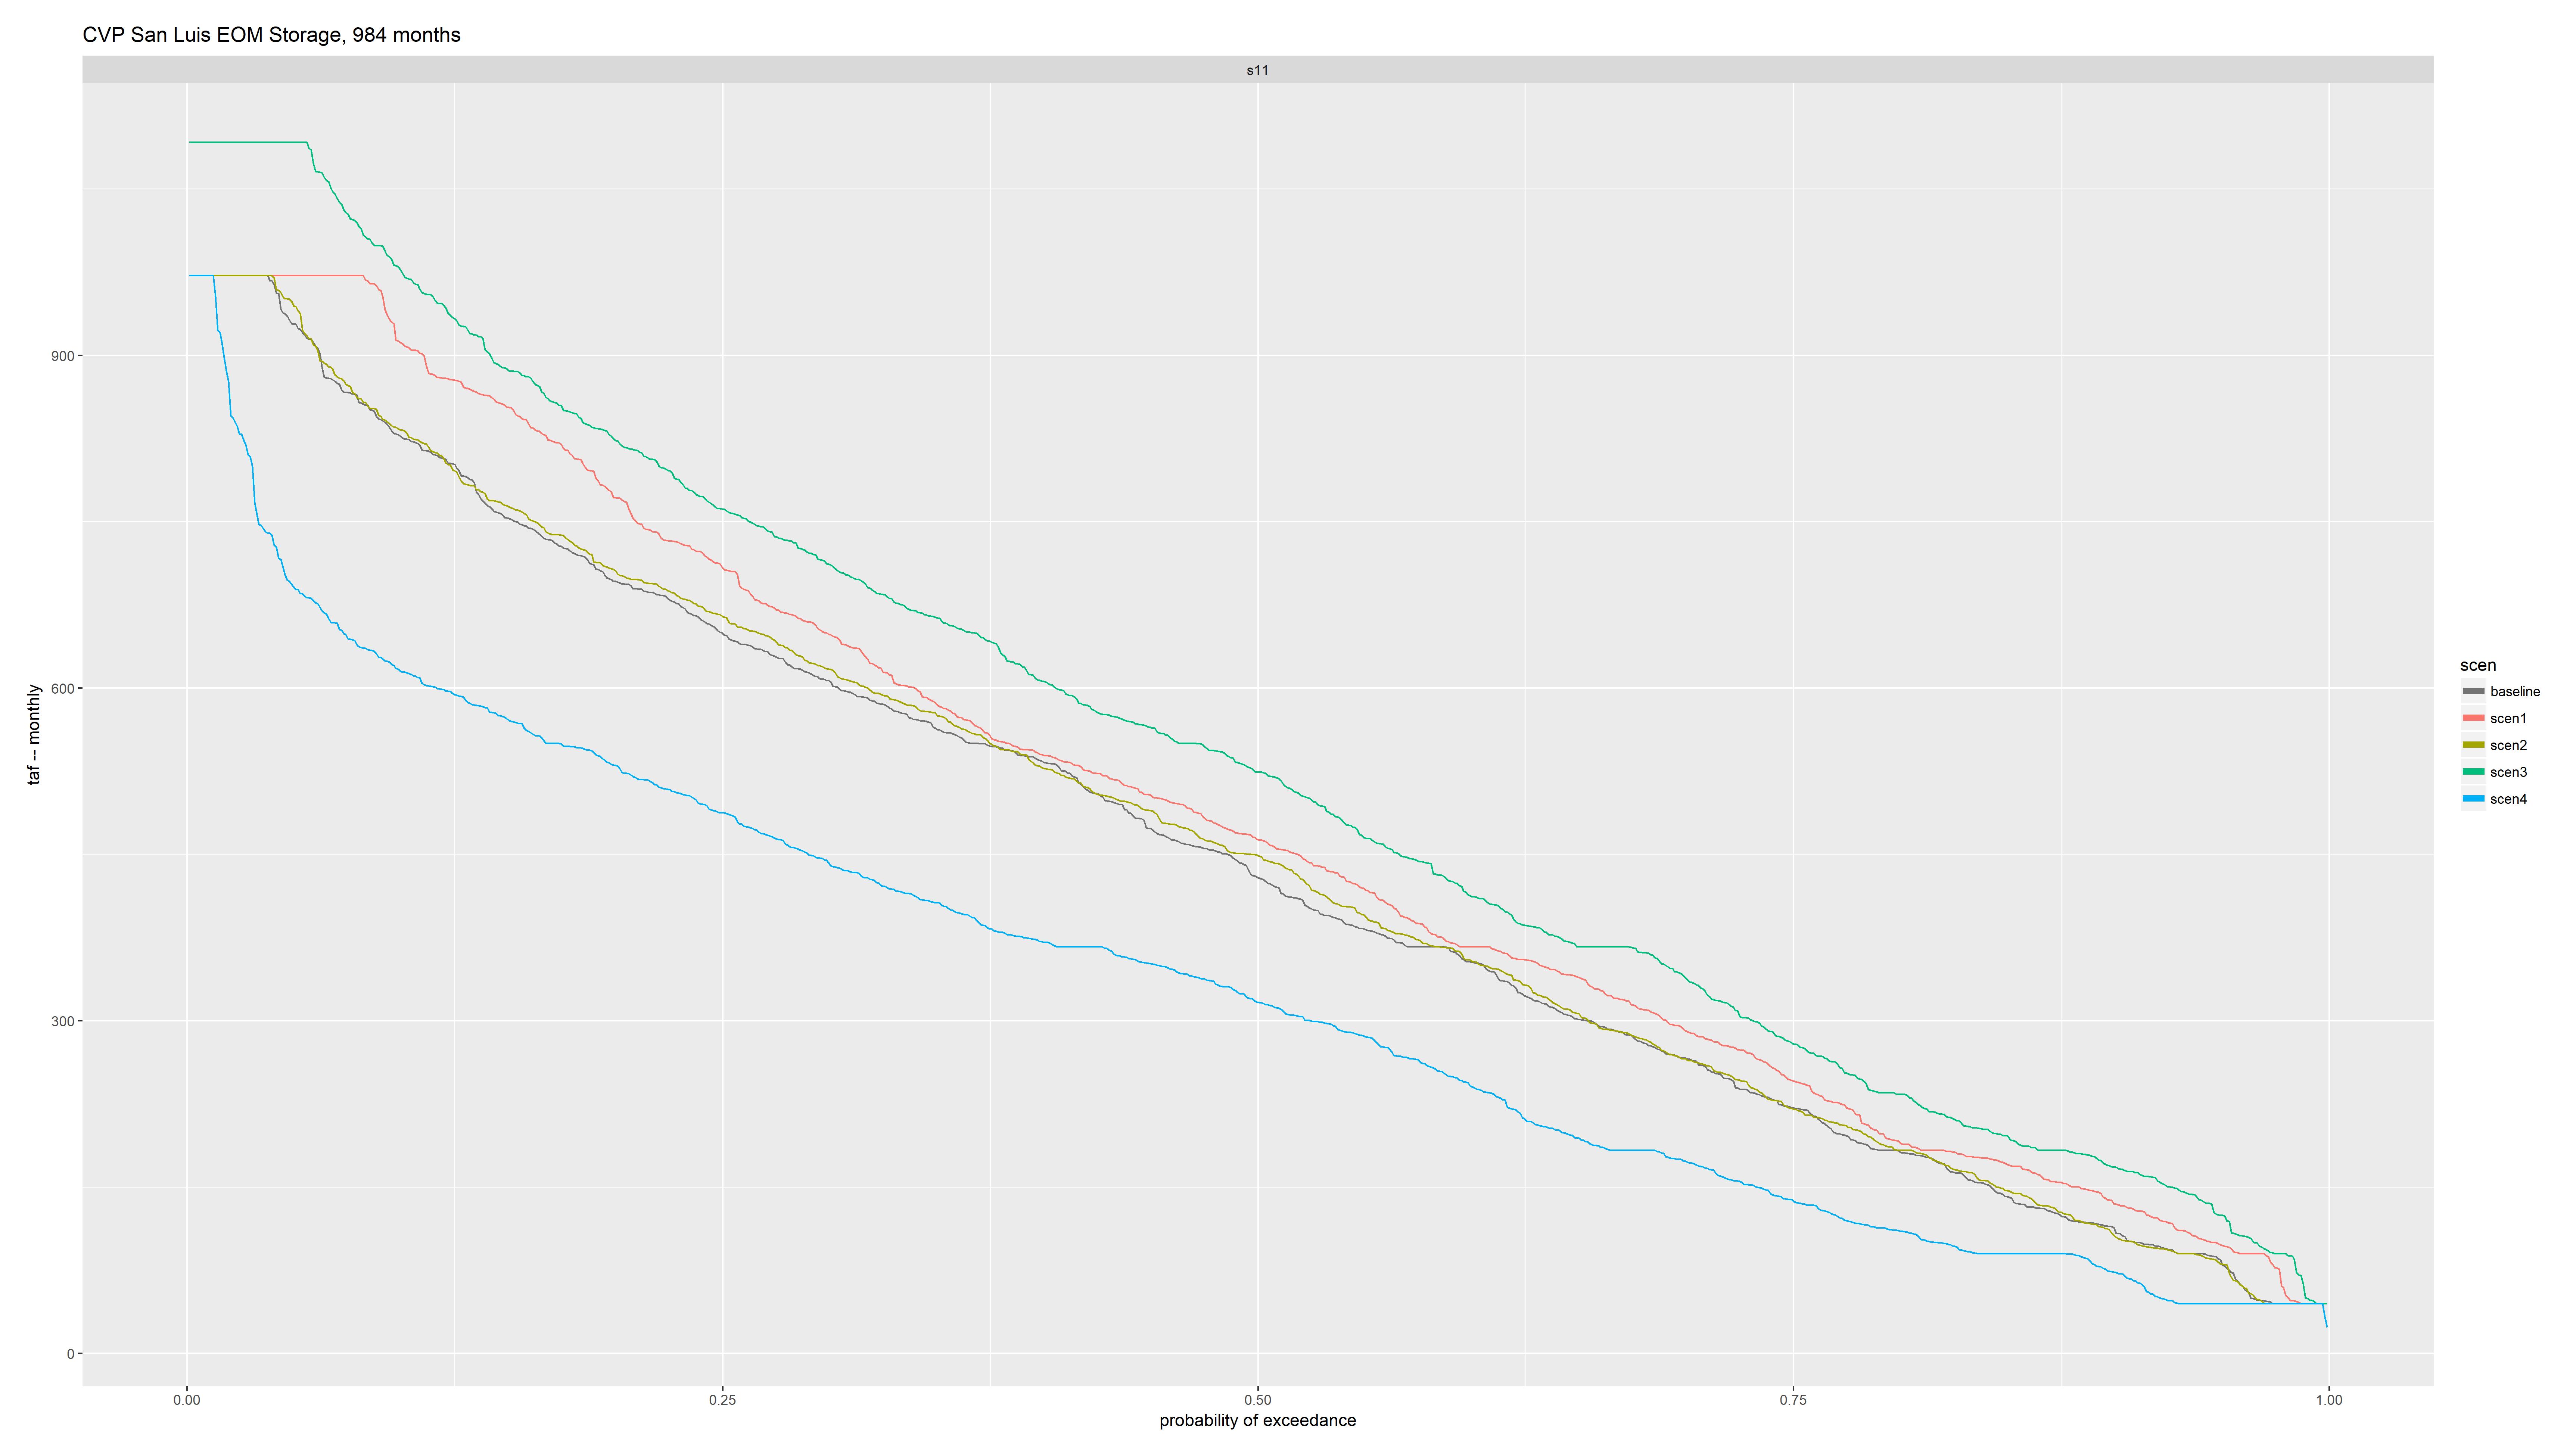 CVP San Luis EOM Storage, 984 months
s11
900
600
300
0
taf -- monthly
0.00
0.25
0.50
0.75
1.00
probability of exceedance
scen
baseline
scen1
scen2
scen3
scen4